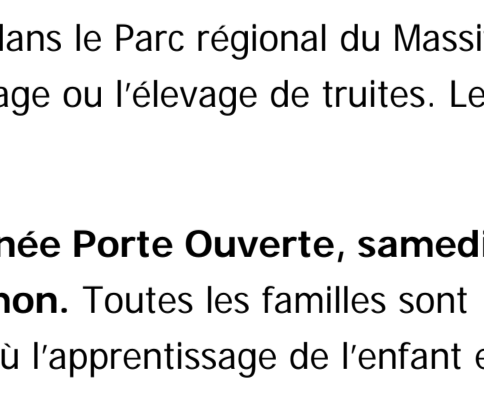 dans le Parc régional du Massi
age ou l'élevage de truites. Le
née Porte Ouverte, samedi
non. Toutes les familles sont
ù l'apprentissage de l'enfant e